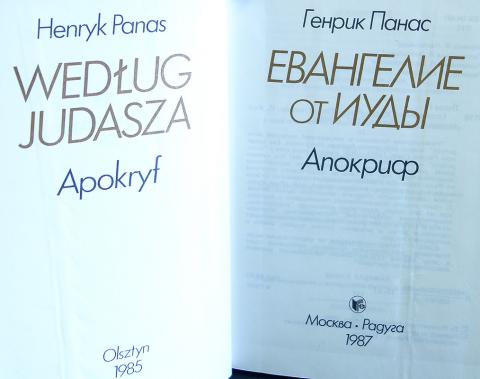 Henryk Panas
WEDŁUG
JUDASZA
Apokryf
Olsztyn
1985
Генрик Панас
ЕВАНГЕЛИЕ
от ИУДЫ
Апокриф
Москва • Радуга
1987